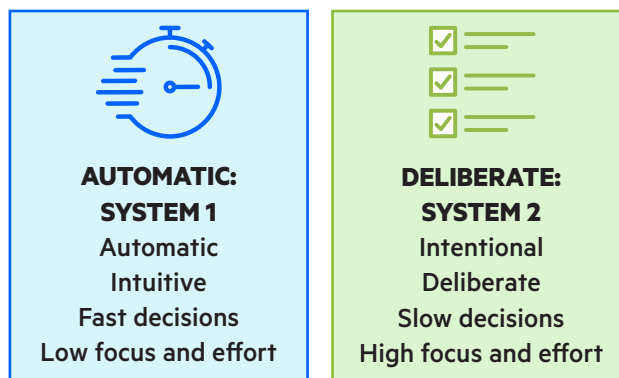 AUTOMATIC:
SYSTEM 1
Automatic
Intuitive
Fast decisions
Low focus and effort
DELIBERATE:
SYSTEM 2
Intentional
Deliberate
Slow decisions
High focus and effort